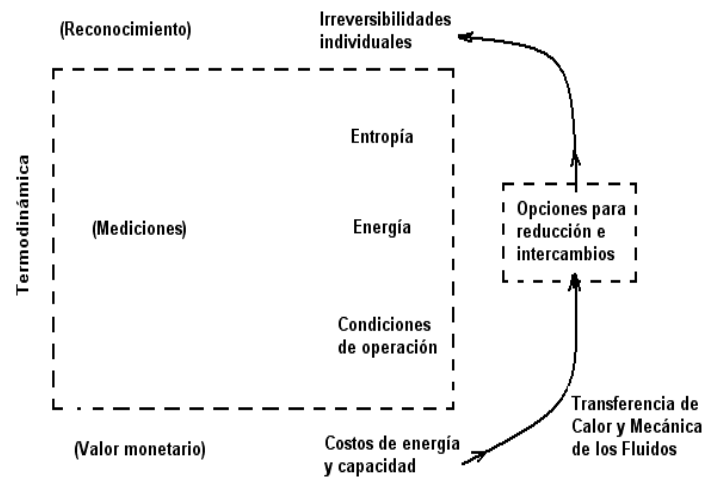 (Reconocimiento)
Irreversibilidades
individuales
Termodinámica
Entropía
(Mediciones)
Energía
Condiciones
de operación
Opciones para
reducción e
intercambios
(Valor monetario)
Costos de energía
y capacidad
Transferencia de
Calor y Mecánica
de los Fluidos